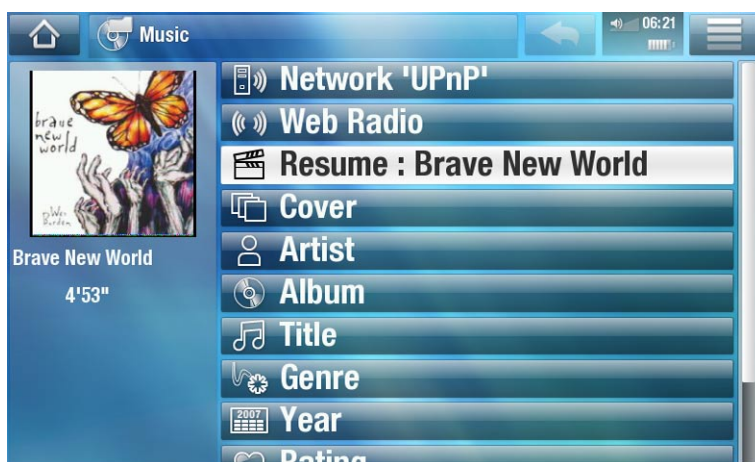 Music
06:21
brave
new
world
Brave New World
4'53"
Network 'UPnP'
Web Radio
Resume : Brave New World
Cover
Artist
Album
Title
Genre
2007
Year
Rating